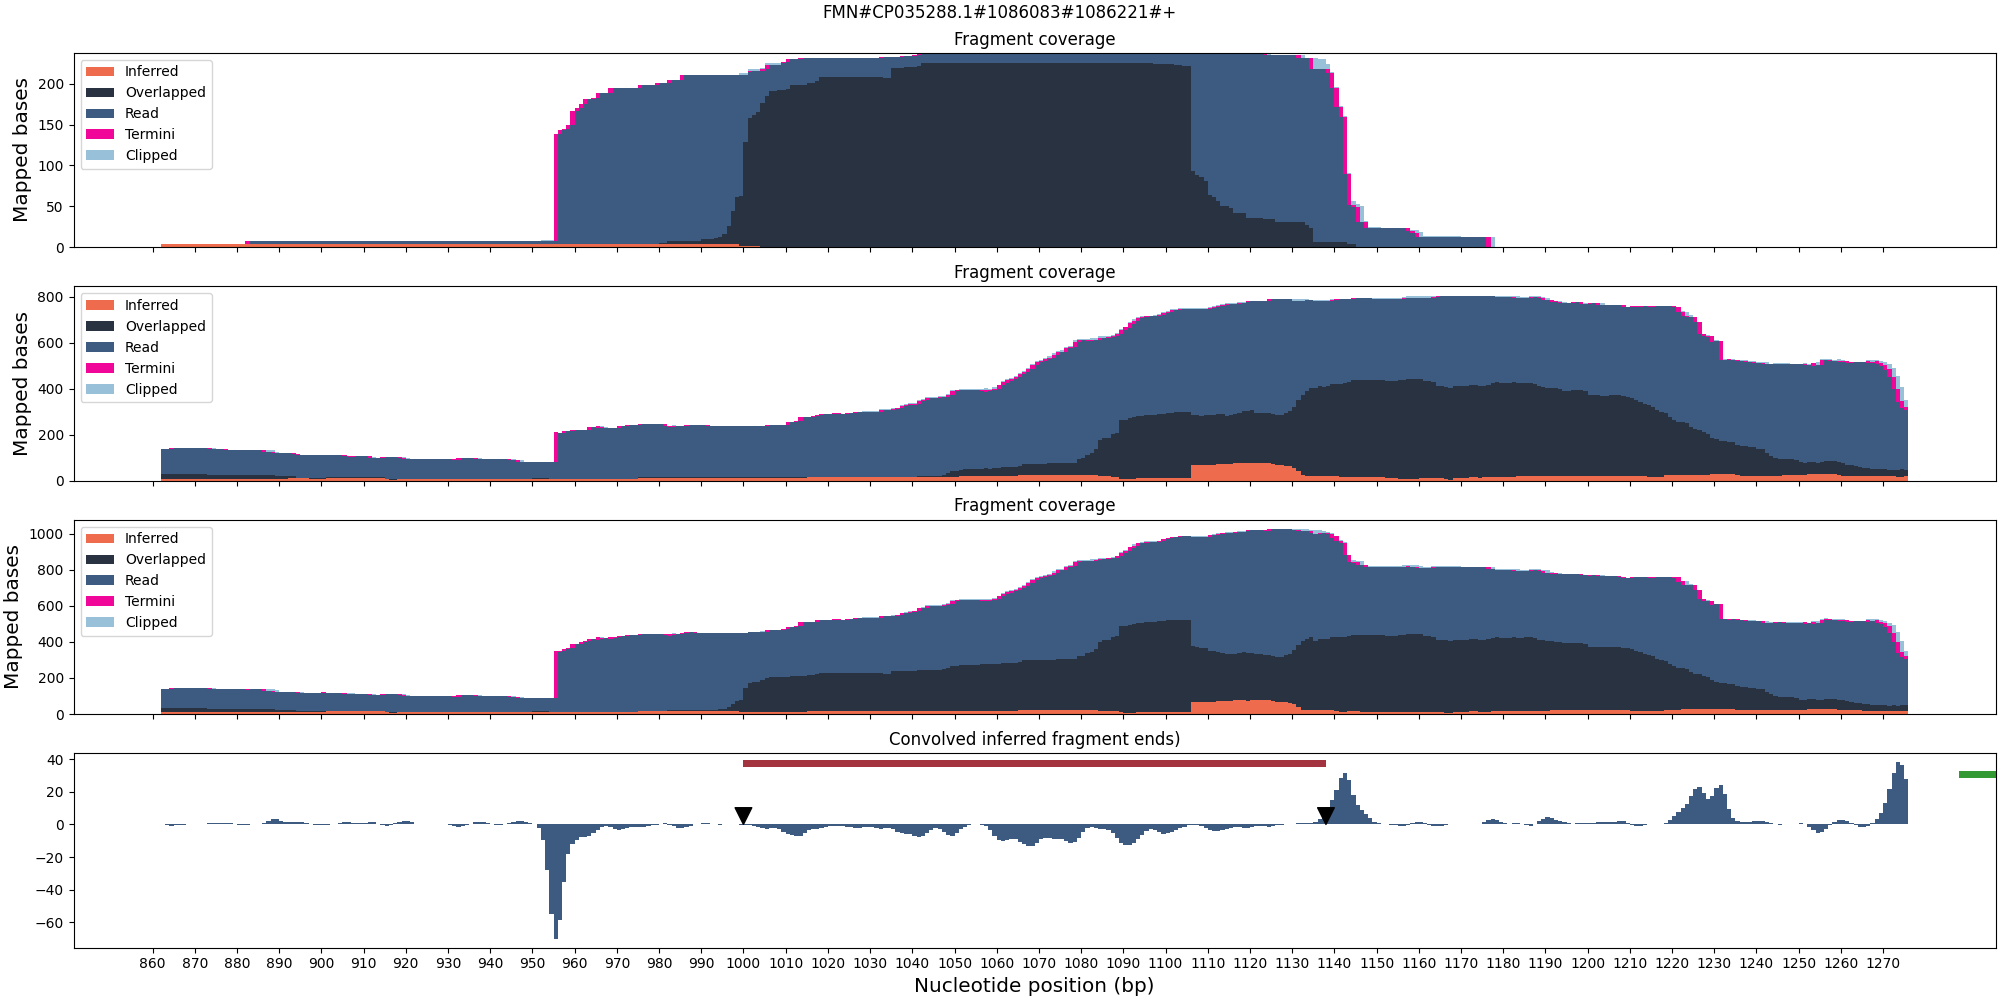 FMN#CP035288.1#1086083#1086221#+
Fragment coverage
Mapped bases
200
150
100
50
0
Inferred
Overlapped
Read
Termini
Clipped
Fragment coverage
Mapped bases
800
600
400
200
0
Inferred
Overlapped
Read
Termini
Clipped
Fragment coverage
Mapped bases
1000
800
600
400
200
0
Inferred
Overlapped
Read
Termini
Clipped
Convolved inferred fragment ends)
40
20
0
−20
−40
−60
860 870 880 890 900 910 920 930 940 950 960 970 980 990 1000 1010 1020 1030 1040 1050 1060 1070 1080 1090 1100 1110 1120 1130 1140 1150 1160 1170 1180 1190 1200 1210 1220 1230 1240 1250 1260 1270
Nucleotide position (bp)